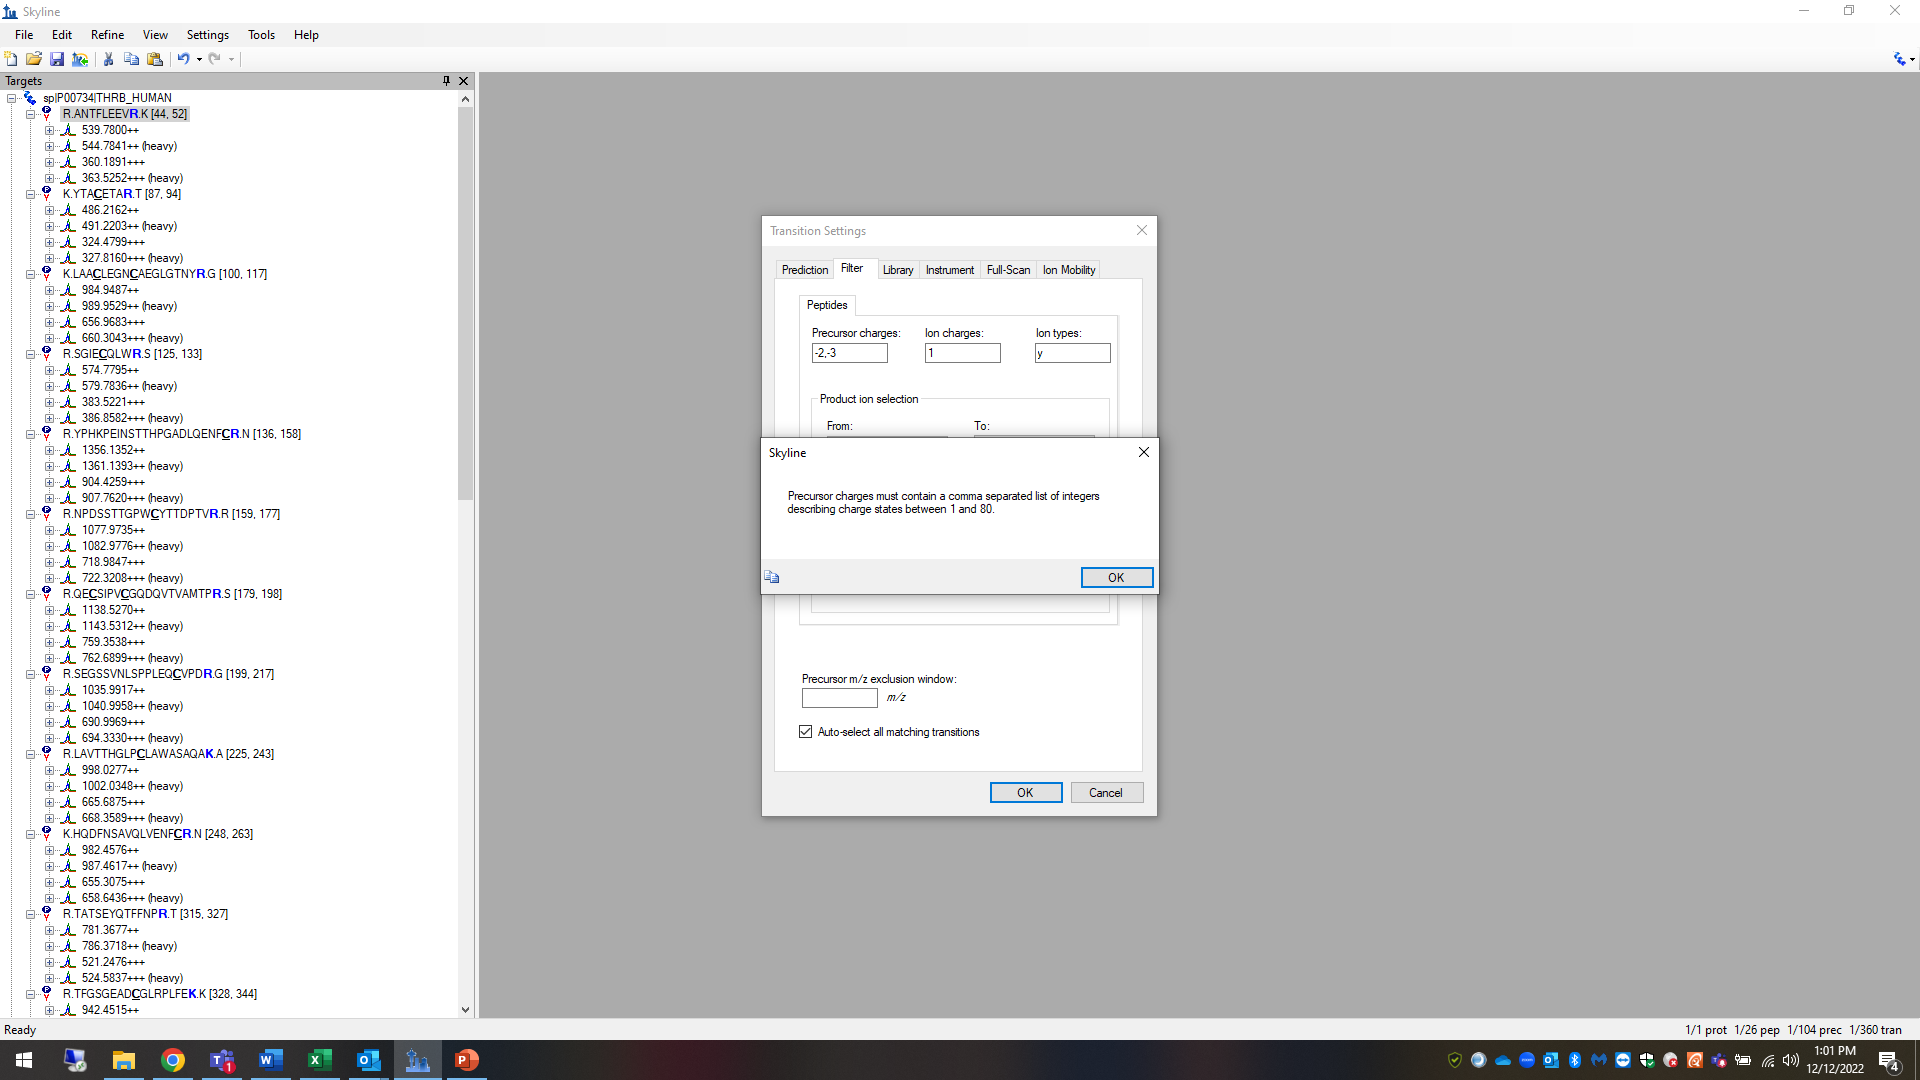 Skyline
File Edit Refine View Settings Tools Help
Targets
sp|P00734|THRB_HUMAN
R.ANTFLEEVR.K [44, 52]
539.7800++
544.7841++ (heavy)
360.1891+++
363.5252+++ (heavy)
K.YTACETAR.T [87, 94]
486.2162++
491.2203++ (heavy)
324.4799+++
327.8160+++ (heavy)
K.LAACLEGNCAEGLGTNYR.G [100, 117]
984.9487++
989.9529++ (heavy)
656.9683+++
660.3043+++ (heavy)
R.SGIECQLWR.S [125, 133]
574.7795++
579.7836++ (heavy)
383.5221+++
386.8582+++ (heavy)
R.YPHKPEINSTTHPGADLQENFCR.N [136, 158]
1356.1352++
1361.1393++ (heavy)
904.4259+++
907.7620+++ (heavy)
R.NPDSSTTGPWCYTTDPTVR.R [159, 177]
1077.9735++
1082.9776++ (heavy)
718.9847+++
722.3208+++ (heavy)
R.QECSIPVCGQDQVTVAMTPR.S [179, 198]
1138.5270++
1143.5312++ (heavy)
759.3538+++
762.6899+++ (heavy)
R.SEGSSVNLSPPLEQCVPDR.G [199, 217]
1035.9917++
1040.9958++ (heavy)
690.9969+++
694.3330+++ (heavy)
R.LAVTTHGLPCLAWASAQAK.A [225, 243]
998.0277++
1002.0348++ (heavy)
665.6875+++
668.3589+++ (heavy)
K.HQDFNSAVQLVENFCR.N [248, 263]
982.4576++
987.4617++ (heavy)
655.3075+++
658.6436+++ (heavy)
R.TATSEYQTFFNPR.T [315, 327]
781.3677++
786.3718++ (heavy)
521.2476+++
524.5837+++ (heavy)
R.TFGSGEADCGLRPLFEK.K [328, 344]
942.4515++
Transition Settings
Prediction Filter Library Instrument Full-Scan Ion Mobility
Peptides
Precursor charges: Ion charges: Ion types:
-2,-3 1 y
Product ion selection
From: To:
Skyline
Precursor charges must contain a comma separated list of integers
describing charge states between 1 and 80.
OK
Precursor m/z exclusion window:
m/z
Auto-select all matching transitions
OK Cancel
Ready
1/1 prot 1/26 pep 1/104 prec 1/360 tran
1:01 PM
12/12/2022
1
4